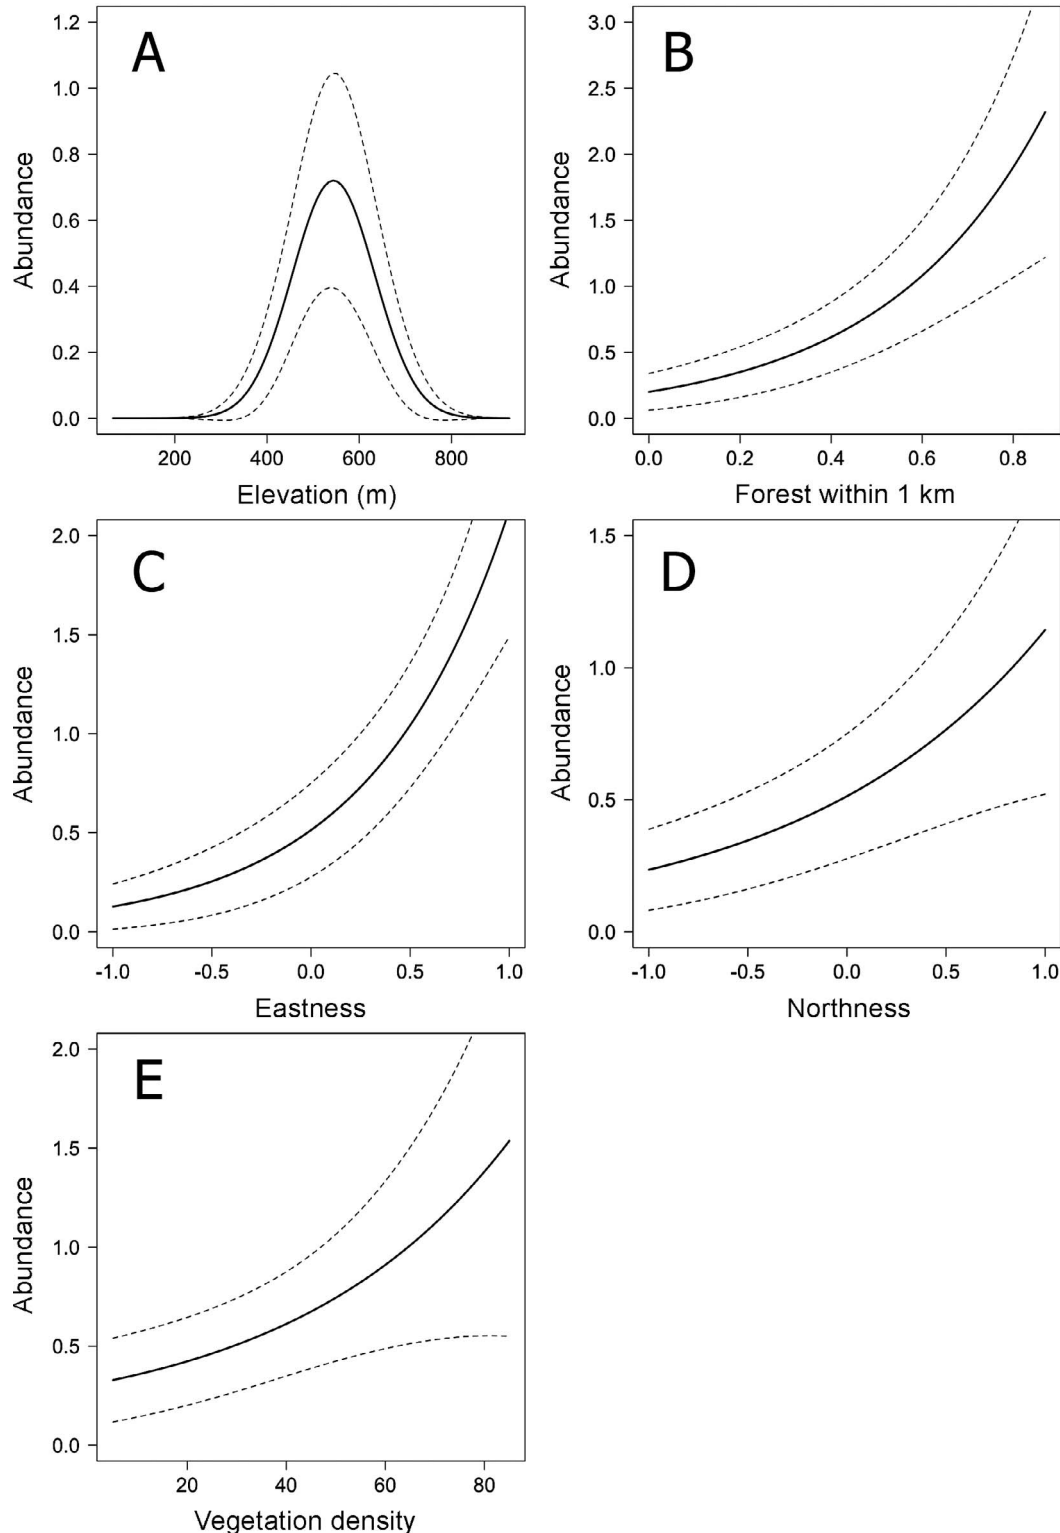 A
Abundance
1.2
1.0
0.8
0.6
0.4
0.2
0.0
200 400 600 800
Elevation (m)
B
Abundance
3.0
2.5
2.0
1.5
1.0
0.5
0.0
0.0 0.2 0.4 0.6 0.8
Forest within 1 km
C
Abundance
2.0
1.5
1.0
0.5
0.0
-1.0 -0.5 0.0 0.5 1.0
Eastness
D
Abundance
1.5
1.0
0.5
0.0
-1.0 -0.5 0.0 0.5 1.0
Northness
E
Abundance
2.0
1.5
1.0
0.5
0.0
20 40 60 80
Vegetation density